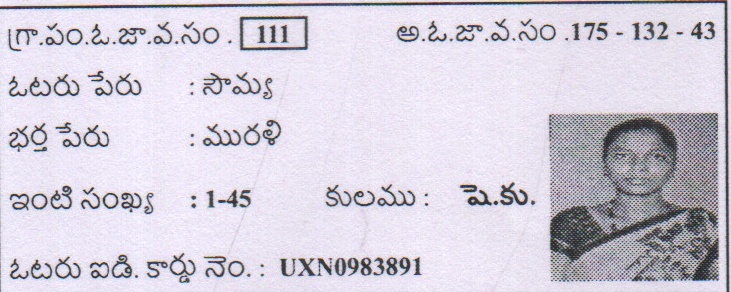 గ్రా.పం.ఓ.జా.వ.సం . 111 అ.ఓ.జా.వ.సం .175 - 132 - 43
ఓటరు పేరు : సౌమ్య
భర్త పేరు : మురళి
ఇంటి సంఖ్య : 1-45 కులము : షె.కు.
ఓటరు ఐడి. కార్డు నెం. : UXN0983891